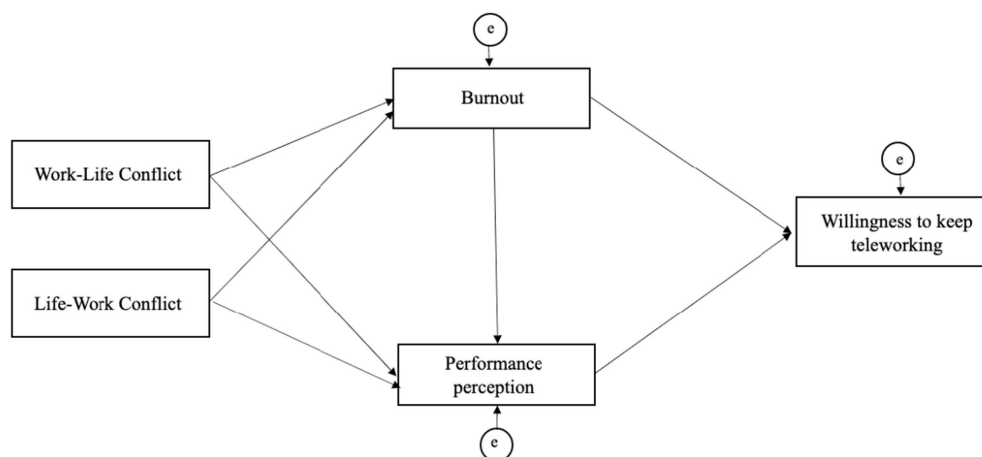 e
Burnout
Work-Life Conflict
e
Willingness to keep
teleworking
Life-Work Conflict
Performance
perception
e